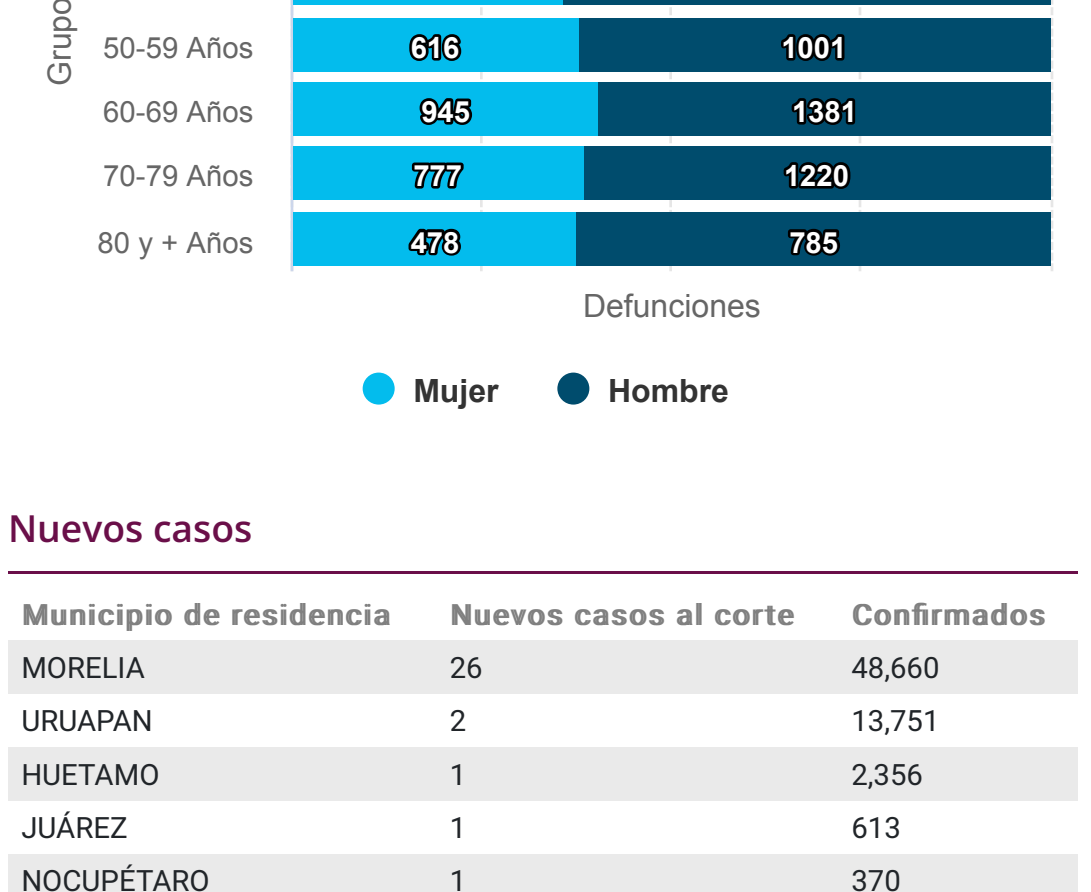 Grupo
50-59 Años 616 1001
60-69 Años 945 1381
70-79 Años 777 1220
80 y + Años 478 785
Defunciones
Mujer Hombre
Nuevos casos
Municipio de residencia Nuevos casos al corte Confirmados
MORELIA 26 48,660
URUAPAN 2 13,751
HUETAMO 1 2,356
JUÁREZ 1 613
NOCUPÉTARO 1 370